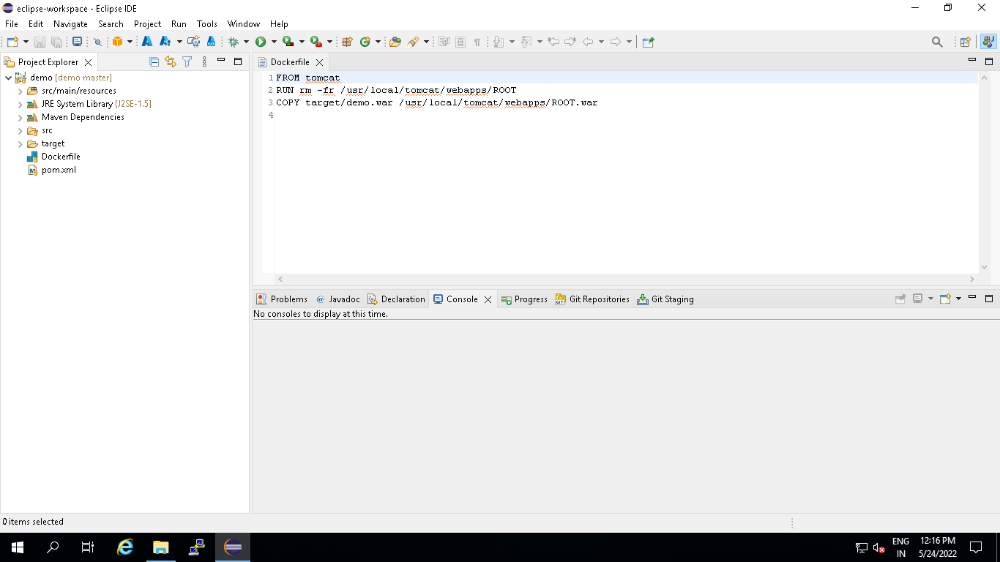 eclipse-workspace - Eclipse IDE
File Edit Navigate Search Project Run Tools Window Help
Project Explorer
demo [demo master]
src/main/resources
JRE System Library [J2SE-1.5]
Maven Dependencies
src
target
Dockerfile
pom.xml
Dockerfile
1 FROM tomcat
2 RUN rm -fr /usr/local/tomcat/webapps/ROOT
3 COPY target/demo.war /usr/local/tomcat/webapps/ROOT.war
4
Problems @ Javadoc Declaration Console Progress Git Repositories Git Staging
No consoles to display at this time.
0 items selected
ENG 12:16 PM
IN 5/24/2022